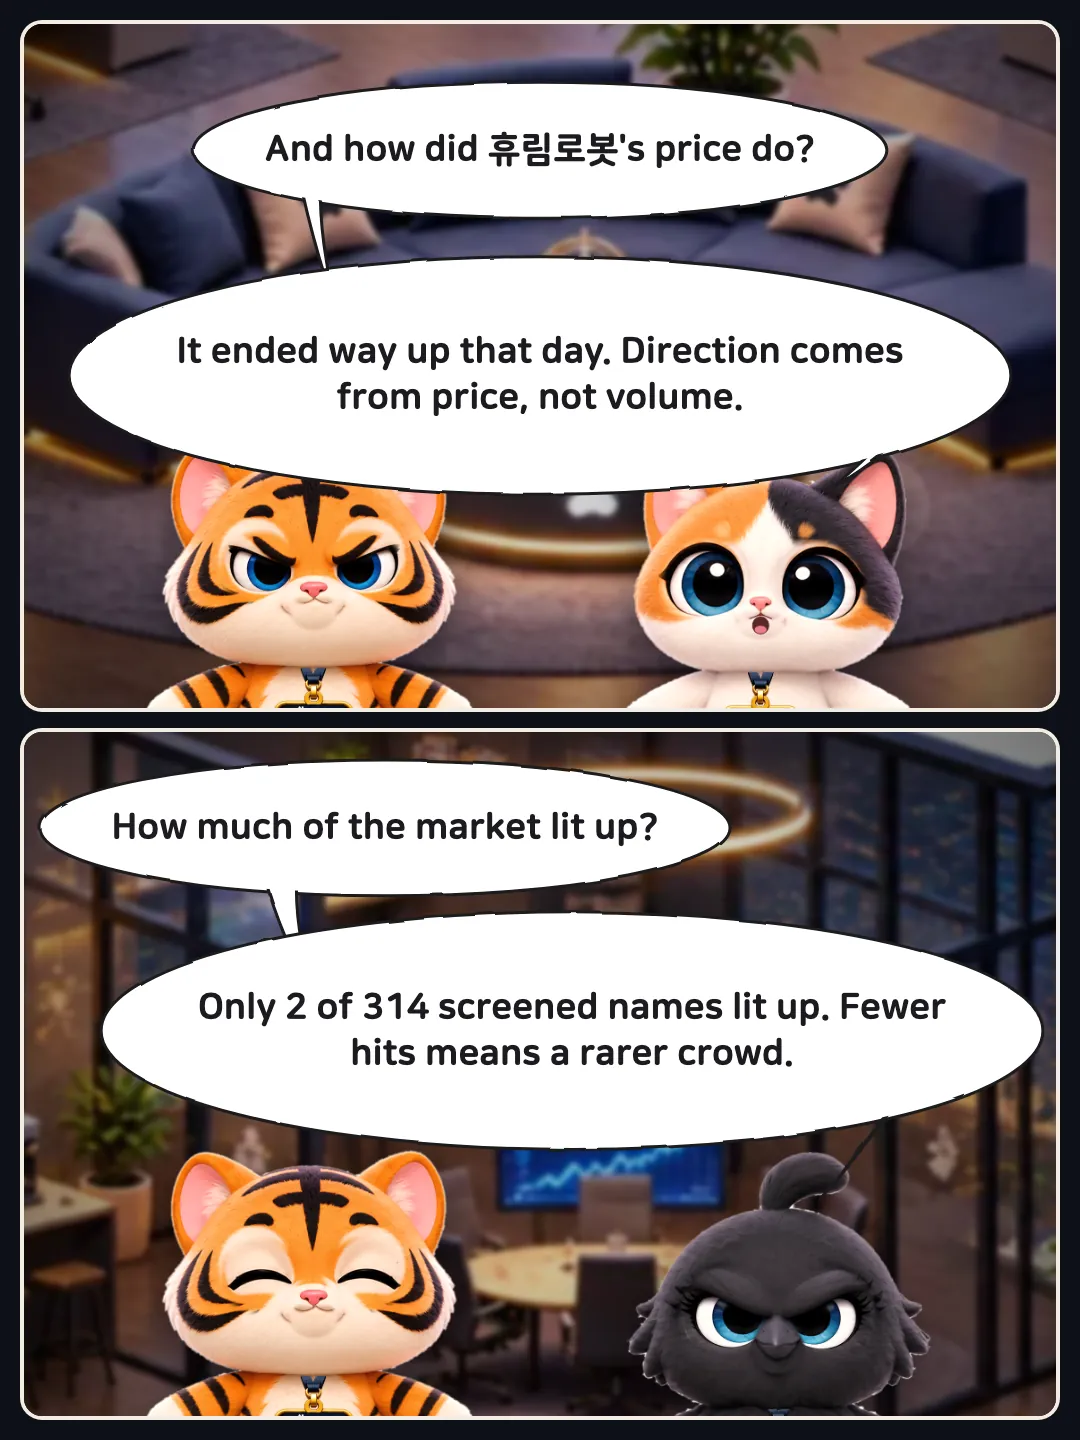 And how did 휴림로봇's price do?
It ended way up that day. Direction comes
from price, not volume.
How much of the market lit up?
Only 2 of 314 screened names lit up. Fewer
hits means a rarer crowd.